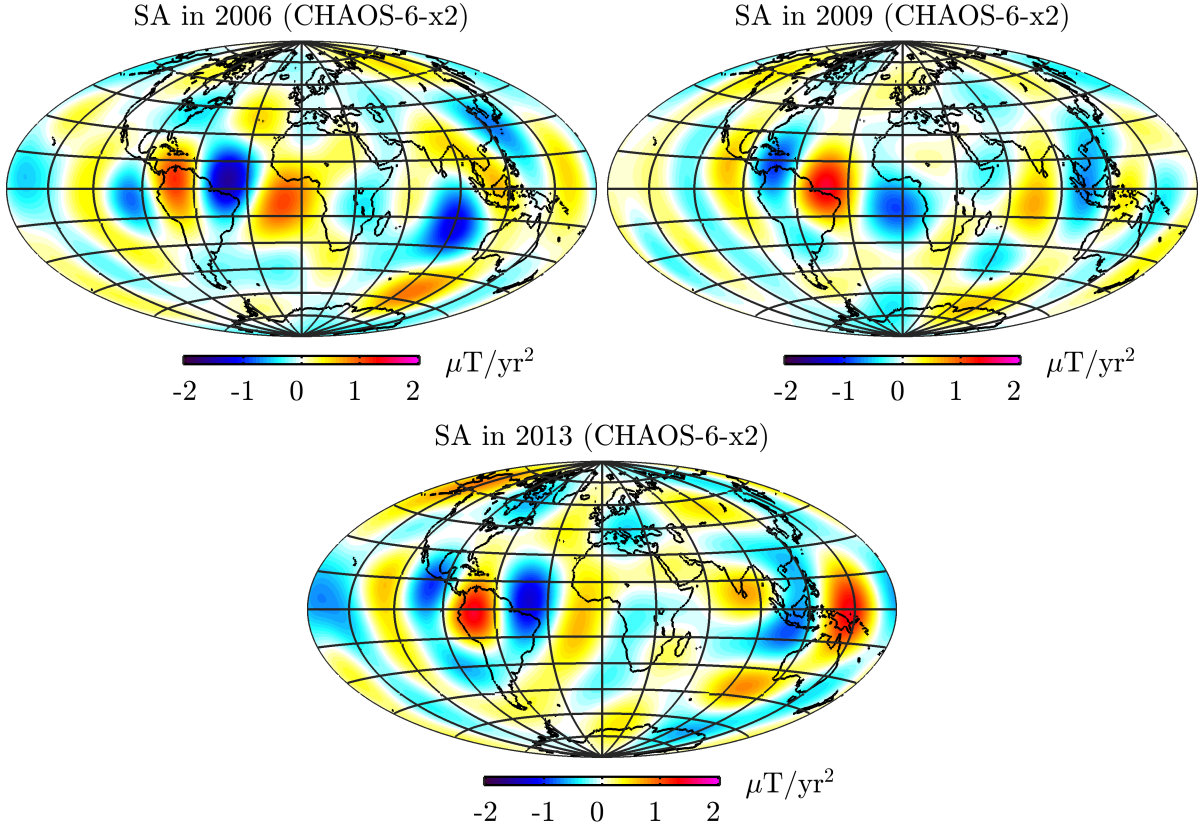 SA in 2006 (CHAOS-6-x2)
SA in 2009 (CHAOS-6-x2)
μT/yr²
-2 -1 0 1 2
μT/yr²
-2 -1 0 1 2
SA in 2013 (CHAOS-6-x2)
μT/yr²
-2 -1 0 1 2